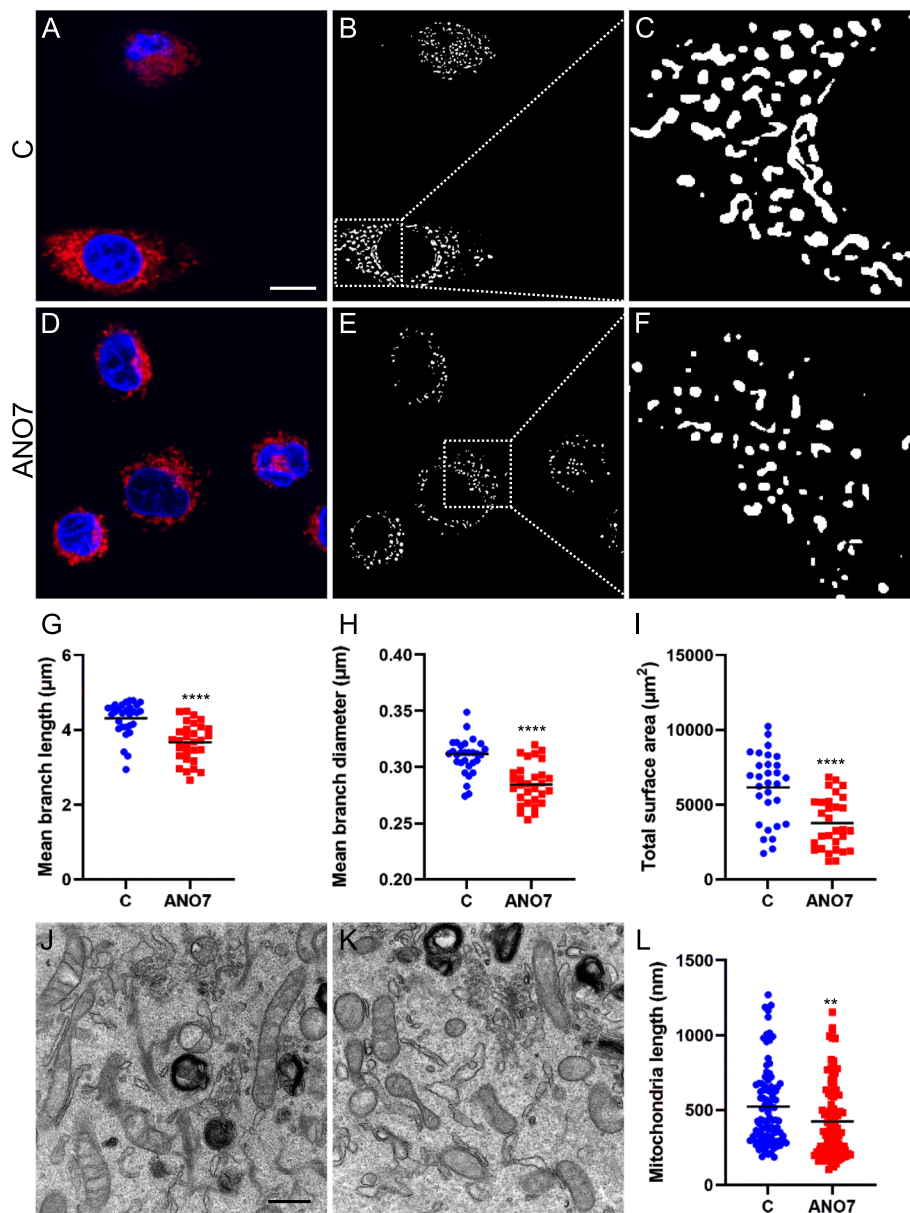 A
B
C
C
D
E
F
ANO7
G
Mean branch length (µm)
6
4
2
0
****
C
ANO7
H
Mean branch diameter (µm)
0.40
0.35
0.30
0.25
0.20
****
C
ANO7
I
Total surface area (µm²)
15000
10000
5000
0
****
C
ANO7
J
K
L
Mitochondria length (nm)
1500
1000
500
0
**
C
ANO7